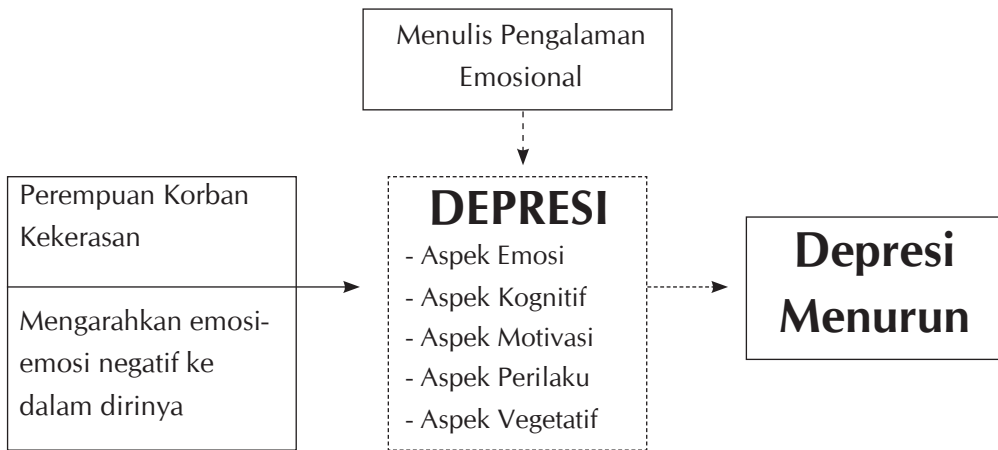 Menulis Pengalaman
Emosional
Perempuan Korban
Kekerasan
Mengarahkan emosi-
emosi negatif ke
dalam dirinya
DEPRESI
- Aspek Emosi
- Aspek Kognitif
- Aspek Motivasi
- Aspek Perilaku
- Aspek Vegetatif
Depresi
Menurun